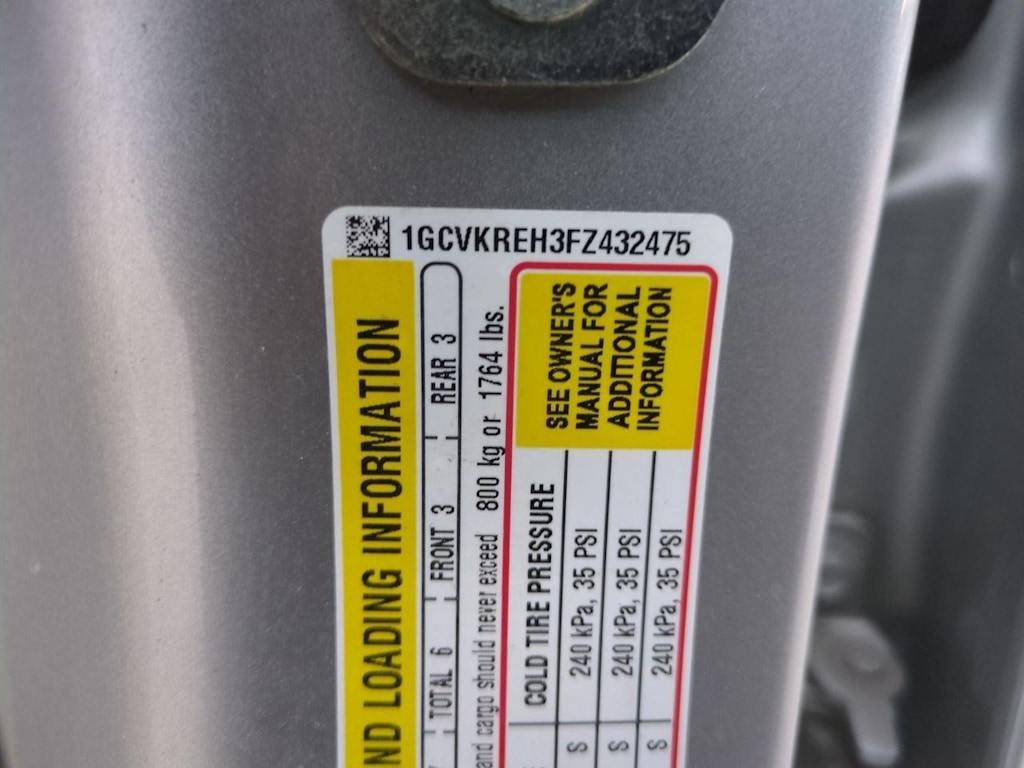 1GCVKREH3FZ432475
ND LOADING INFORMATION
TOTAL 6 FRONT 3 REAR 3
and cargo should never exceed 800 kg or 1764 lbs.
COLD TIRE PRESSURE
SEE OWNER'S
MANUAL FOR
ADDITIONAL
INFORMATION
S 240 kPa, 35 PSI
S 240 kPa, 35 PSI
S 240 kPa, 35 PSI